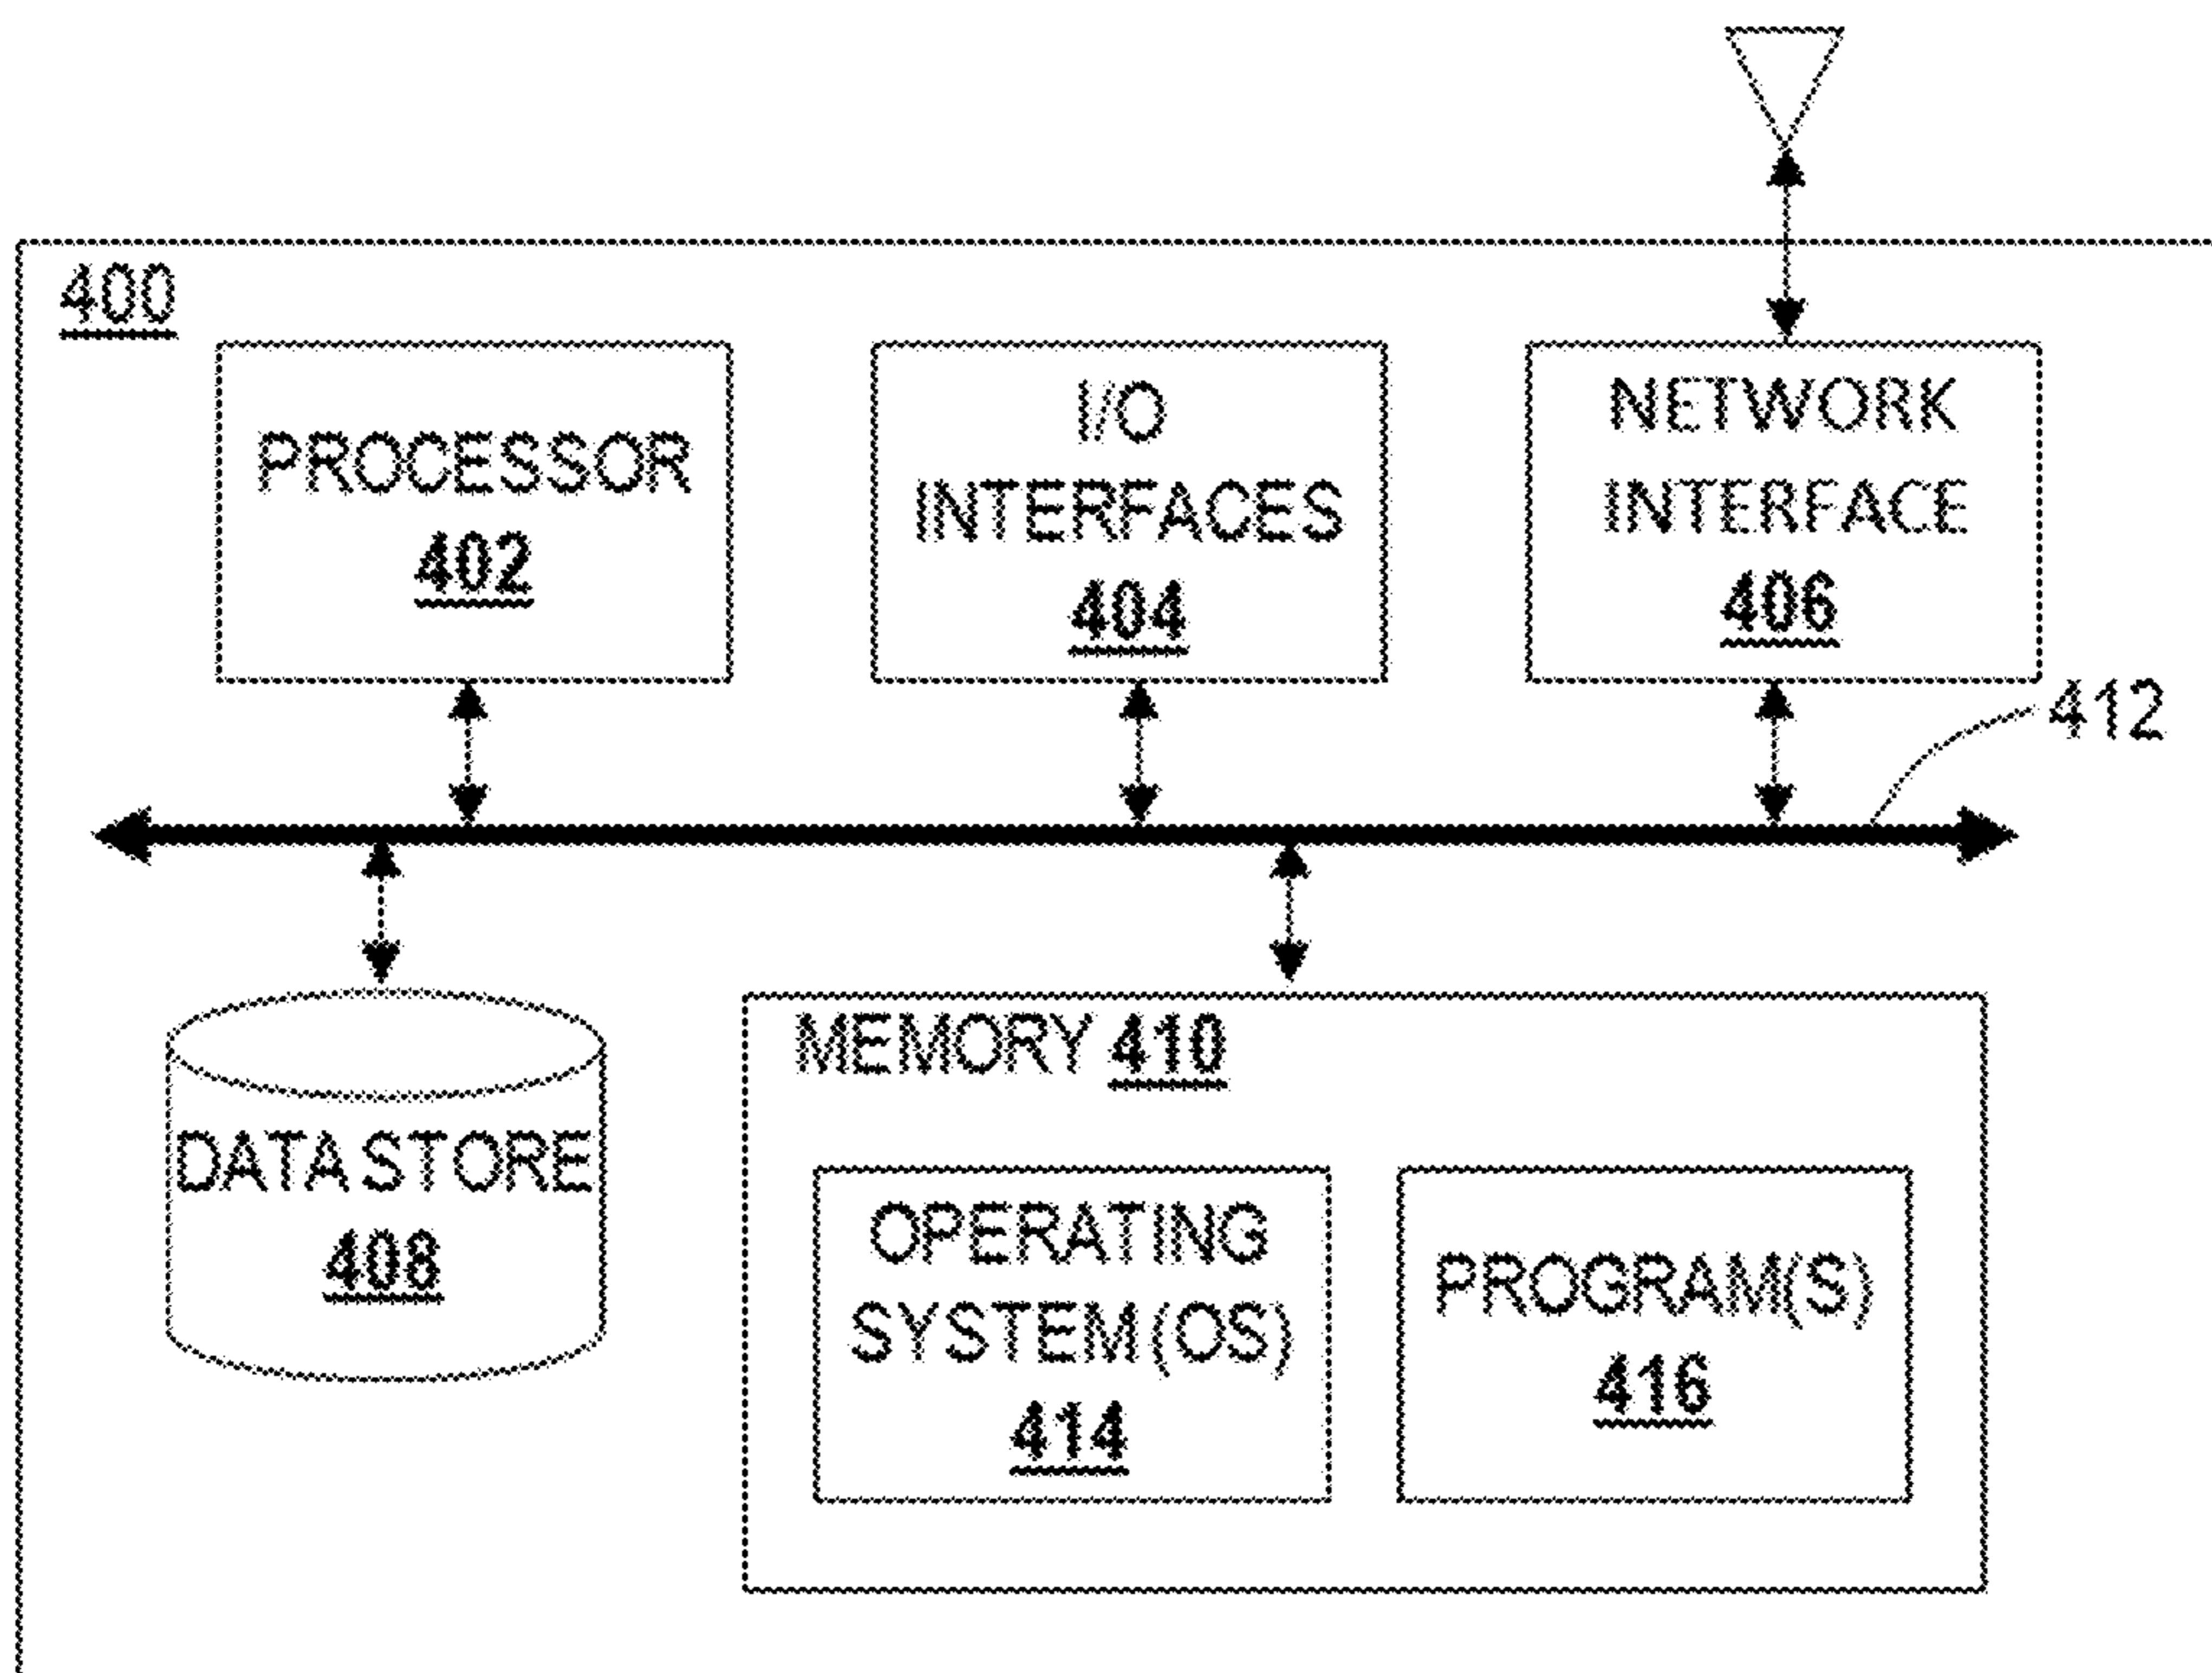 400
PROCESSOR
402
I/O
INTERFACES
404
NETWORK
INTERFACE
406
412
DATA STORE
408
MEMORY 410
OPERATING
SYSTEM (OS)
414
PROGRAM(S)
416